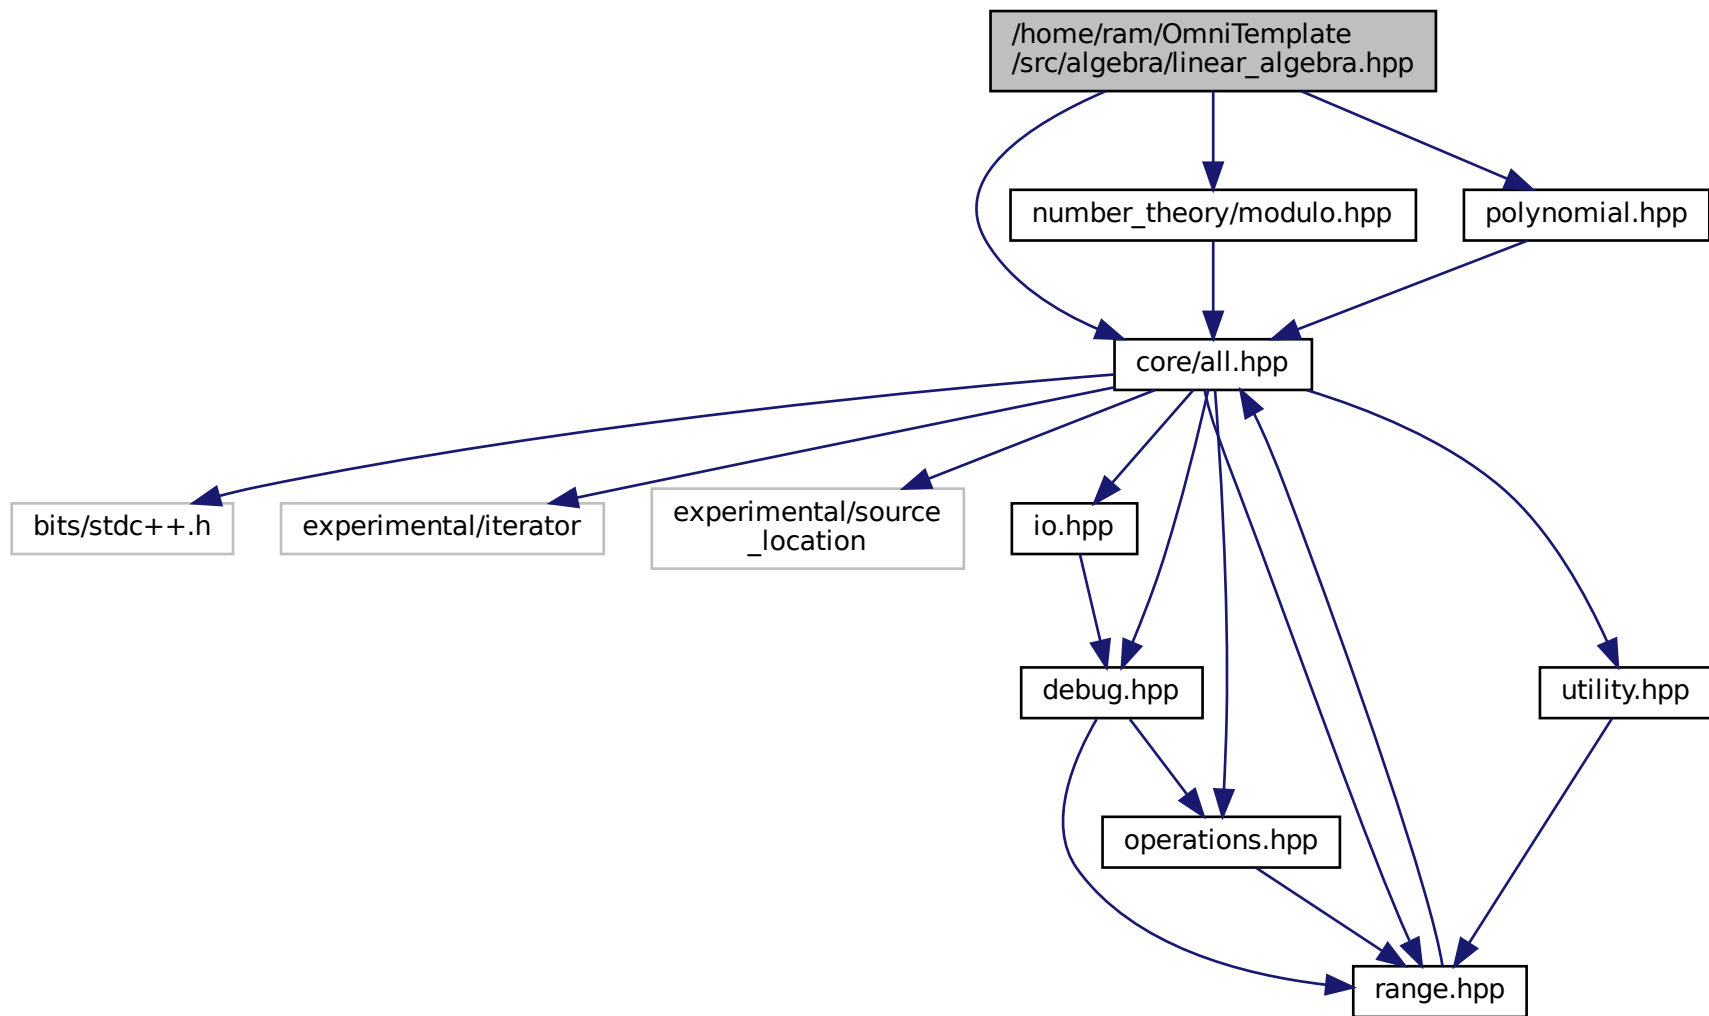 /home/ram/OmniTemplate
/src/algebra/linear_algebra.hpp
number_theory/modulo.hpp
polynomial.hpp
core/all.hpp
bits/stdc++.h
experimental/iterator
experimental/source
_location
io.hpp
debug.hpp
utility.hpp
operations.hpp
range.hpp